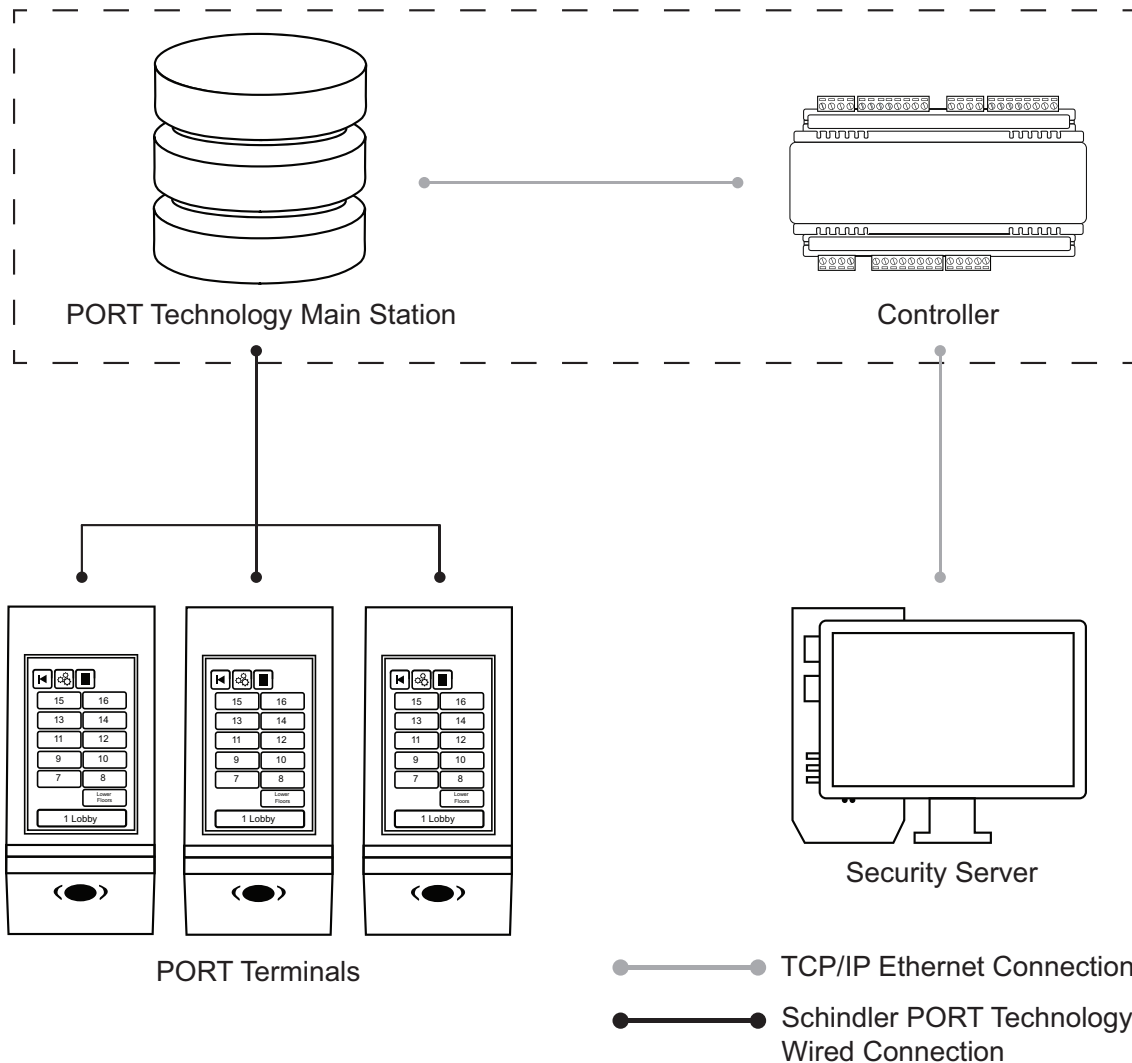 PORT Technology Main Station
Controller
15 16
13 14
11 12
9 10
7 8
Lower
Floors
1 Lobby
15 16
13 14
11 12
9 10
7 8
Lower
Floors
1 Lobby
15 16
13 14
11 12
9 10
7 8
Lower
Floors
1 Lobby
PORT Terminals
Security Server
TCP/IP Ethernet Connection
Schindler PORT Technology
Wired Connection